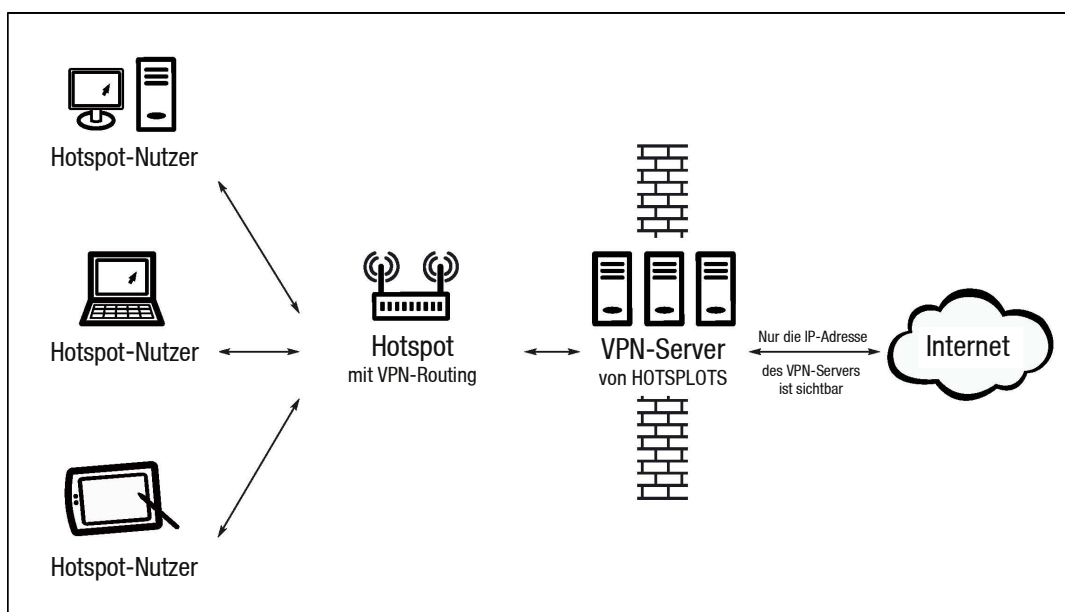 Hotspot-Nutzer
Hotspot-Nutzer
Hotspot-Nutzer
Hotspot
mit VPN-Routing
VPN-Server
von HOTSPLOTS
Nur die IP-Adresse
des VPN-Servers
ist sichtbar
Internet